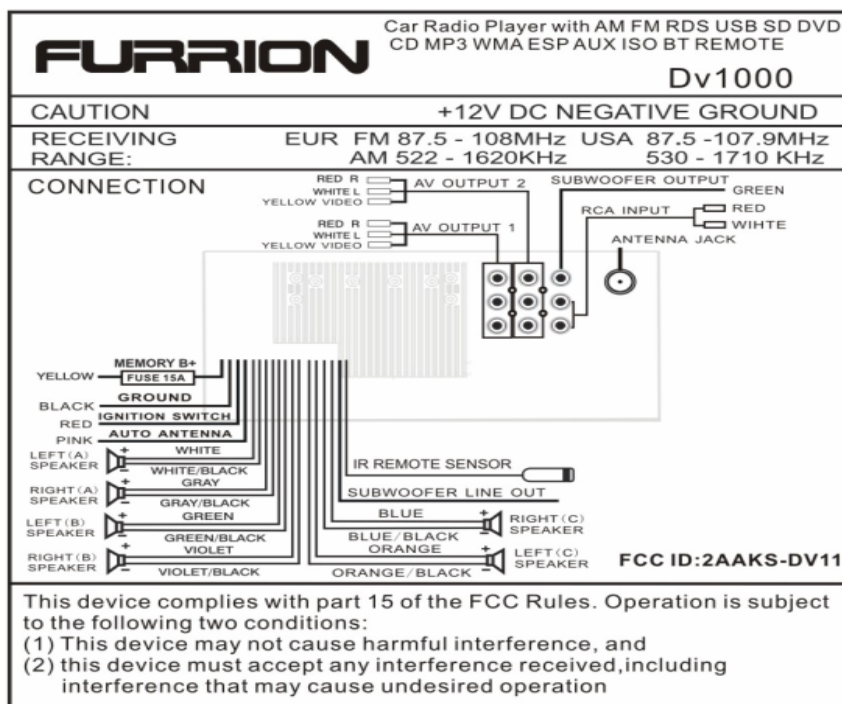 FURRION
Car Radio Player with AM FM RDS USB SD DVD
CD MP3 WMA ESP AUX ISO BT REMOTE
Dv1000
CAUTION +12V DC NEGATIVE GROUND
RECEIVING RANGE:
EUR FM 87.5 - 108MHz USA 87.5 -107.9MHz
AM 522 - 1620KHz 530 - 1710 KHz
CONNECTION
RED R
WHITE L
YELLOW VIDEO
AV OUTPUT 2
RED R
WHITE L
YELLOW VIDEO
AV OUTPUT 1
SUBWOOFER OUTPUT
GREEN
RCA INPUT
RED
WIHTE
ANTENNA JACK
MEMORY B+
YELLOW
FUSE 15A
GROUND
BLACK
IGNITION SWITCH
RED
AUTO ANTENNA
PINK
WHITE
LEFT(A)
SPEAKER
+
−
WHITE/BLACK
GRAY
RIGHT(A)
SPEAKER
+
−
GRAY/BLACK
GREEN
LEFT(B)
SPEAKER
+
−
GREEN/BLACK
VIOLET
RIGHT(B)
SPEAKER
+
−
VIOLET/BLACK
IR REMOTE SENSOR
SUBWOOFER LINE OUT
BLUE
+
−
RIGHT(C)
SPEAKER
BLUE/BLACK
ORANGE
+
−
LEFT(C)
SPEAKER
ORANGE/BLACK
FCC ID:2AAKS-DV11
This device complies with part 15 of the FCC Rules. Operation is subject
to the following two conditions:
(1) This device may not cause harmful interference, and
(2) this device must accept any interference received,including
interference that may cause undesired operation